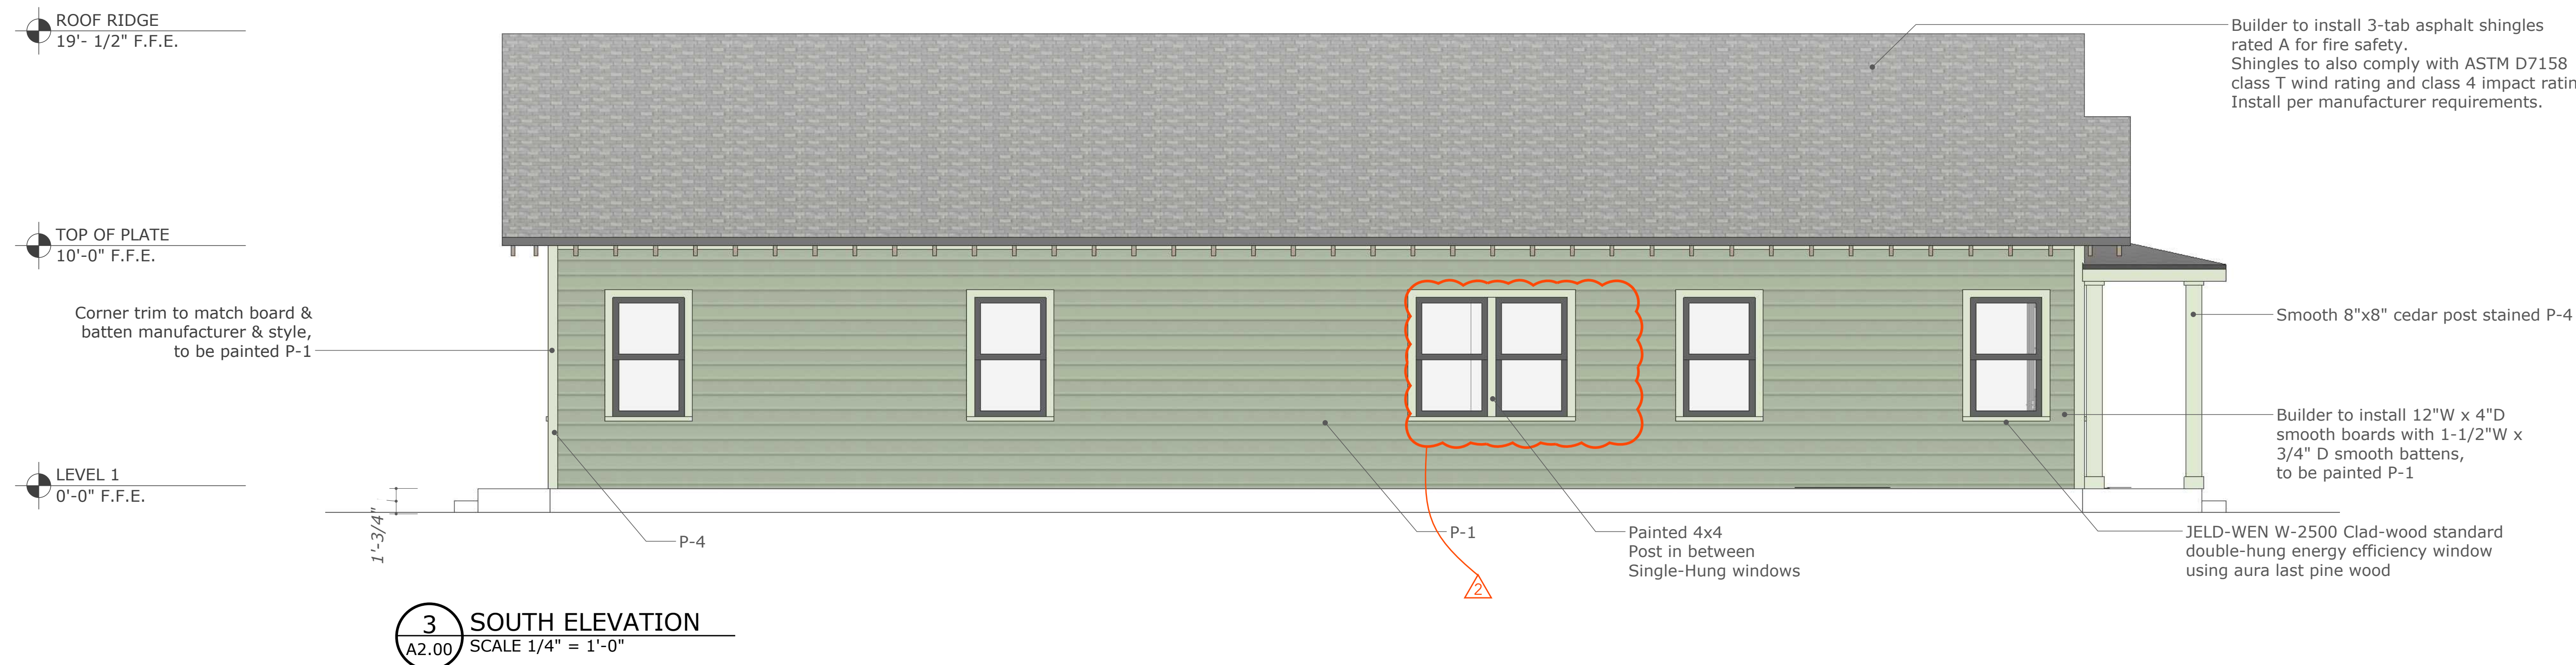 ROOF RIDGE
19'- 1/2" F.F.E.
Builder to install 3-tab asphalt shingles
rated A for fire safety.
Shingles to also comply with ASTM D7158
class T wind rating and class 4 impact ratin
Install per manufacturer requirements.
TOP OF PLATE
10'-0" F.F.E.
Corner trim to match board &
batten manufacturer & style,
to be painted P-1
Smooth 8"x8" cedar post stained P-4
Builder to install 12"W x 4"D
smooth boards with 1-1/2"W x
3/4" D smooth battens,
to be painted P-1
LEVEL 1
0'-0" F.F.E.
1'-3/4"
P-4
P-1
Painted 4x4
Post in between
Single-Hung windows
JELD-WEN W-2500 Clad-wood standard
double-hung energy efficiency window
using aura last pine wood
2
3
A2.00
SOUTH ELEVATION
SCALE 1/4" = 1'-0"